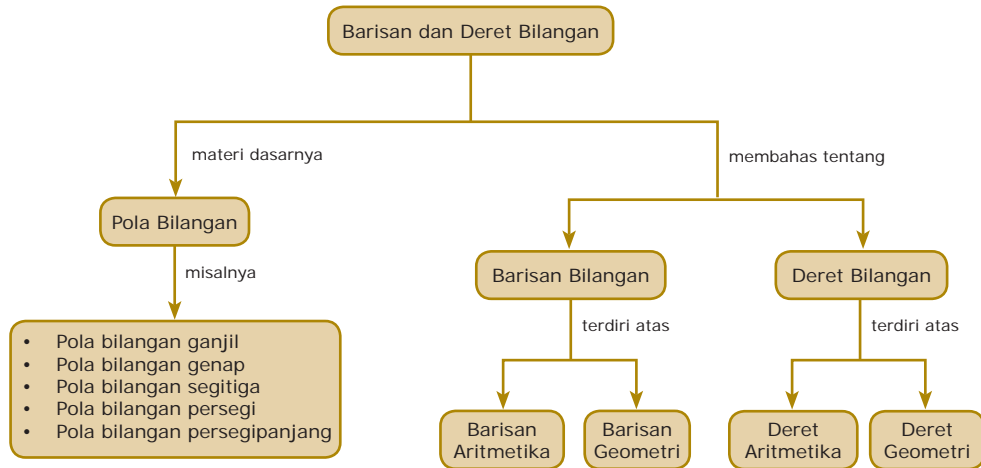 Barisan dan Deret Bilangan
materi dasarnya
membahas tentang
Pola Bilangan
misalnya
• Pola bilangan ganjil
• Pola bilangan genap
• Pola bilangan segitiga
• Pola bilangan persegi
• Pola bilangan persegipanjang
Barisan Bilangan
Deret Bilangan
terdiri atas
terdiri atas
Barisan
Aritmetika
Barisan
Geometri
Deret
Aritmetika
Deret
Geometri